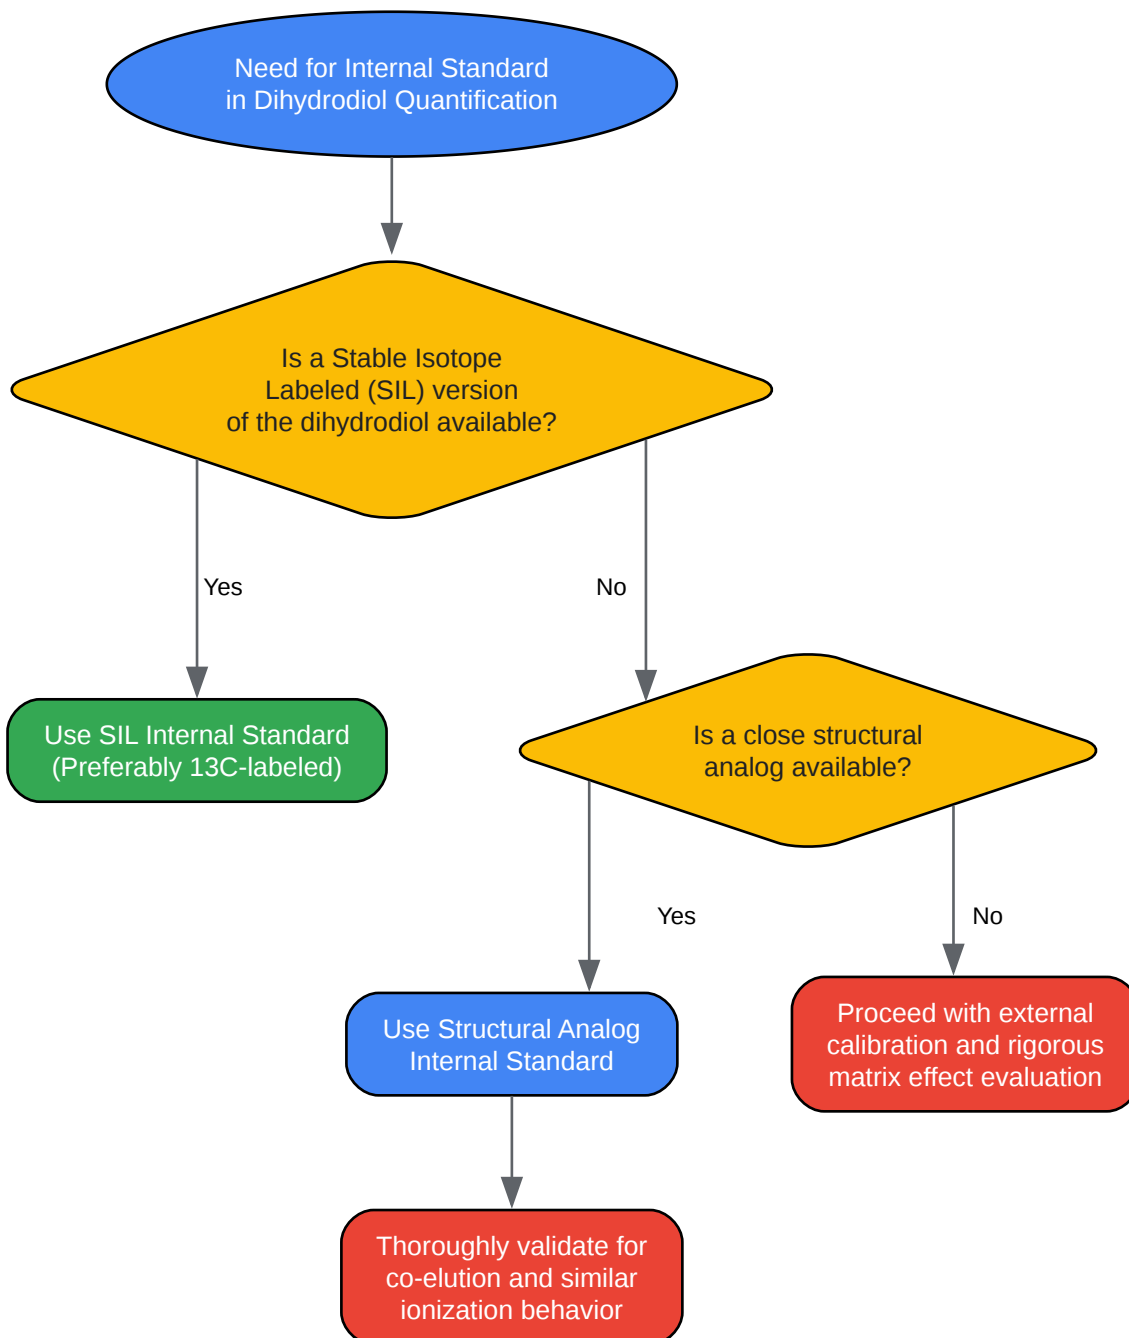 Need for Internal Standard
in Dihydrodiol Quantification
Is a Stable Isotope
Labeled (SIL) version
of the dihydrodiol available?
Yes
No
Use SIL Internal Standard
(Preferably 13C-labeled)
Is a close structural
analog available?
Yes
No
Use Structural Analog
Internal Standard
Proceed with external
calibration and rigorous
matrix effect evaluation
Thoroughly validate for
co-elution and similar
ionization behavior